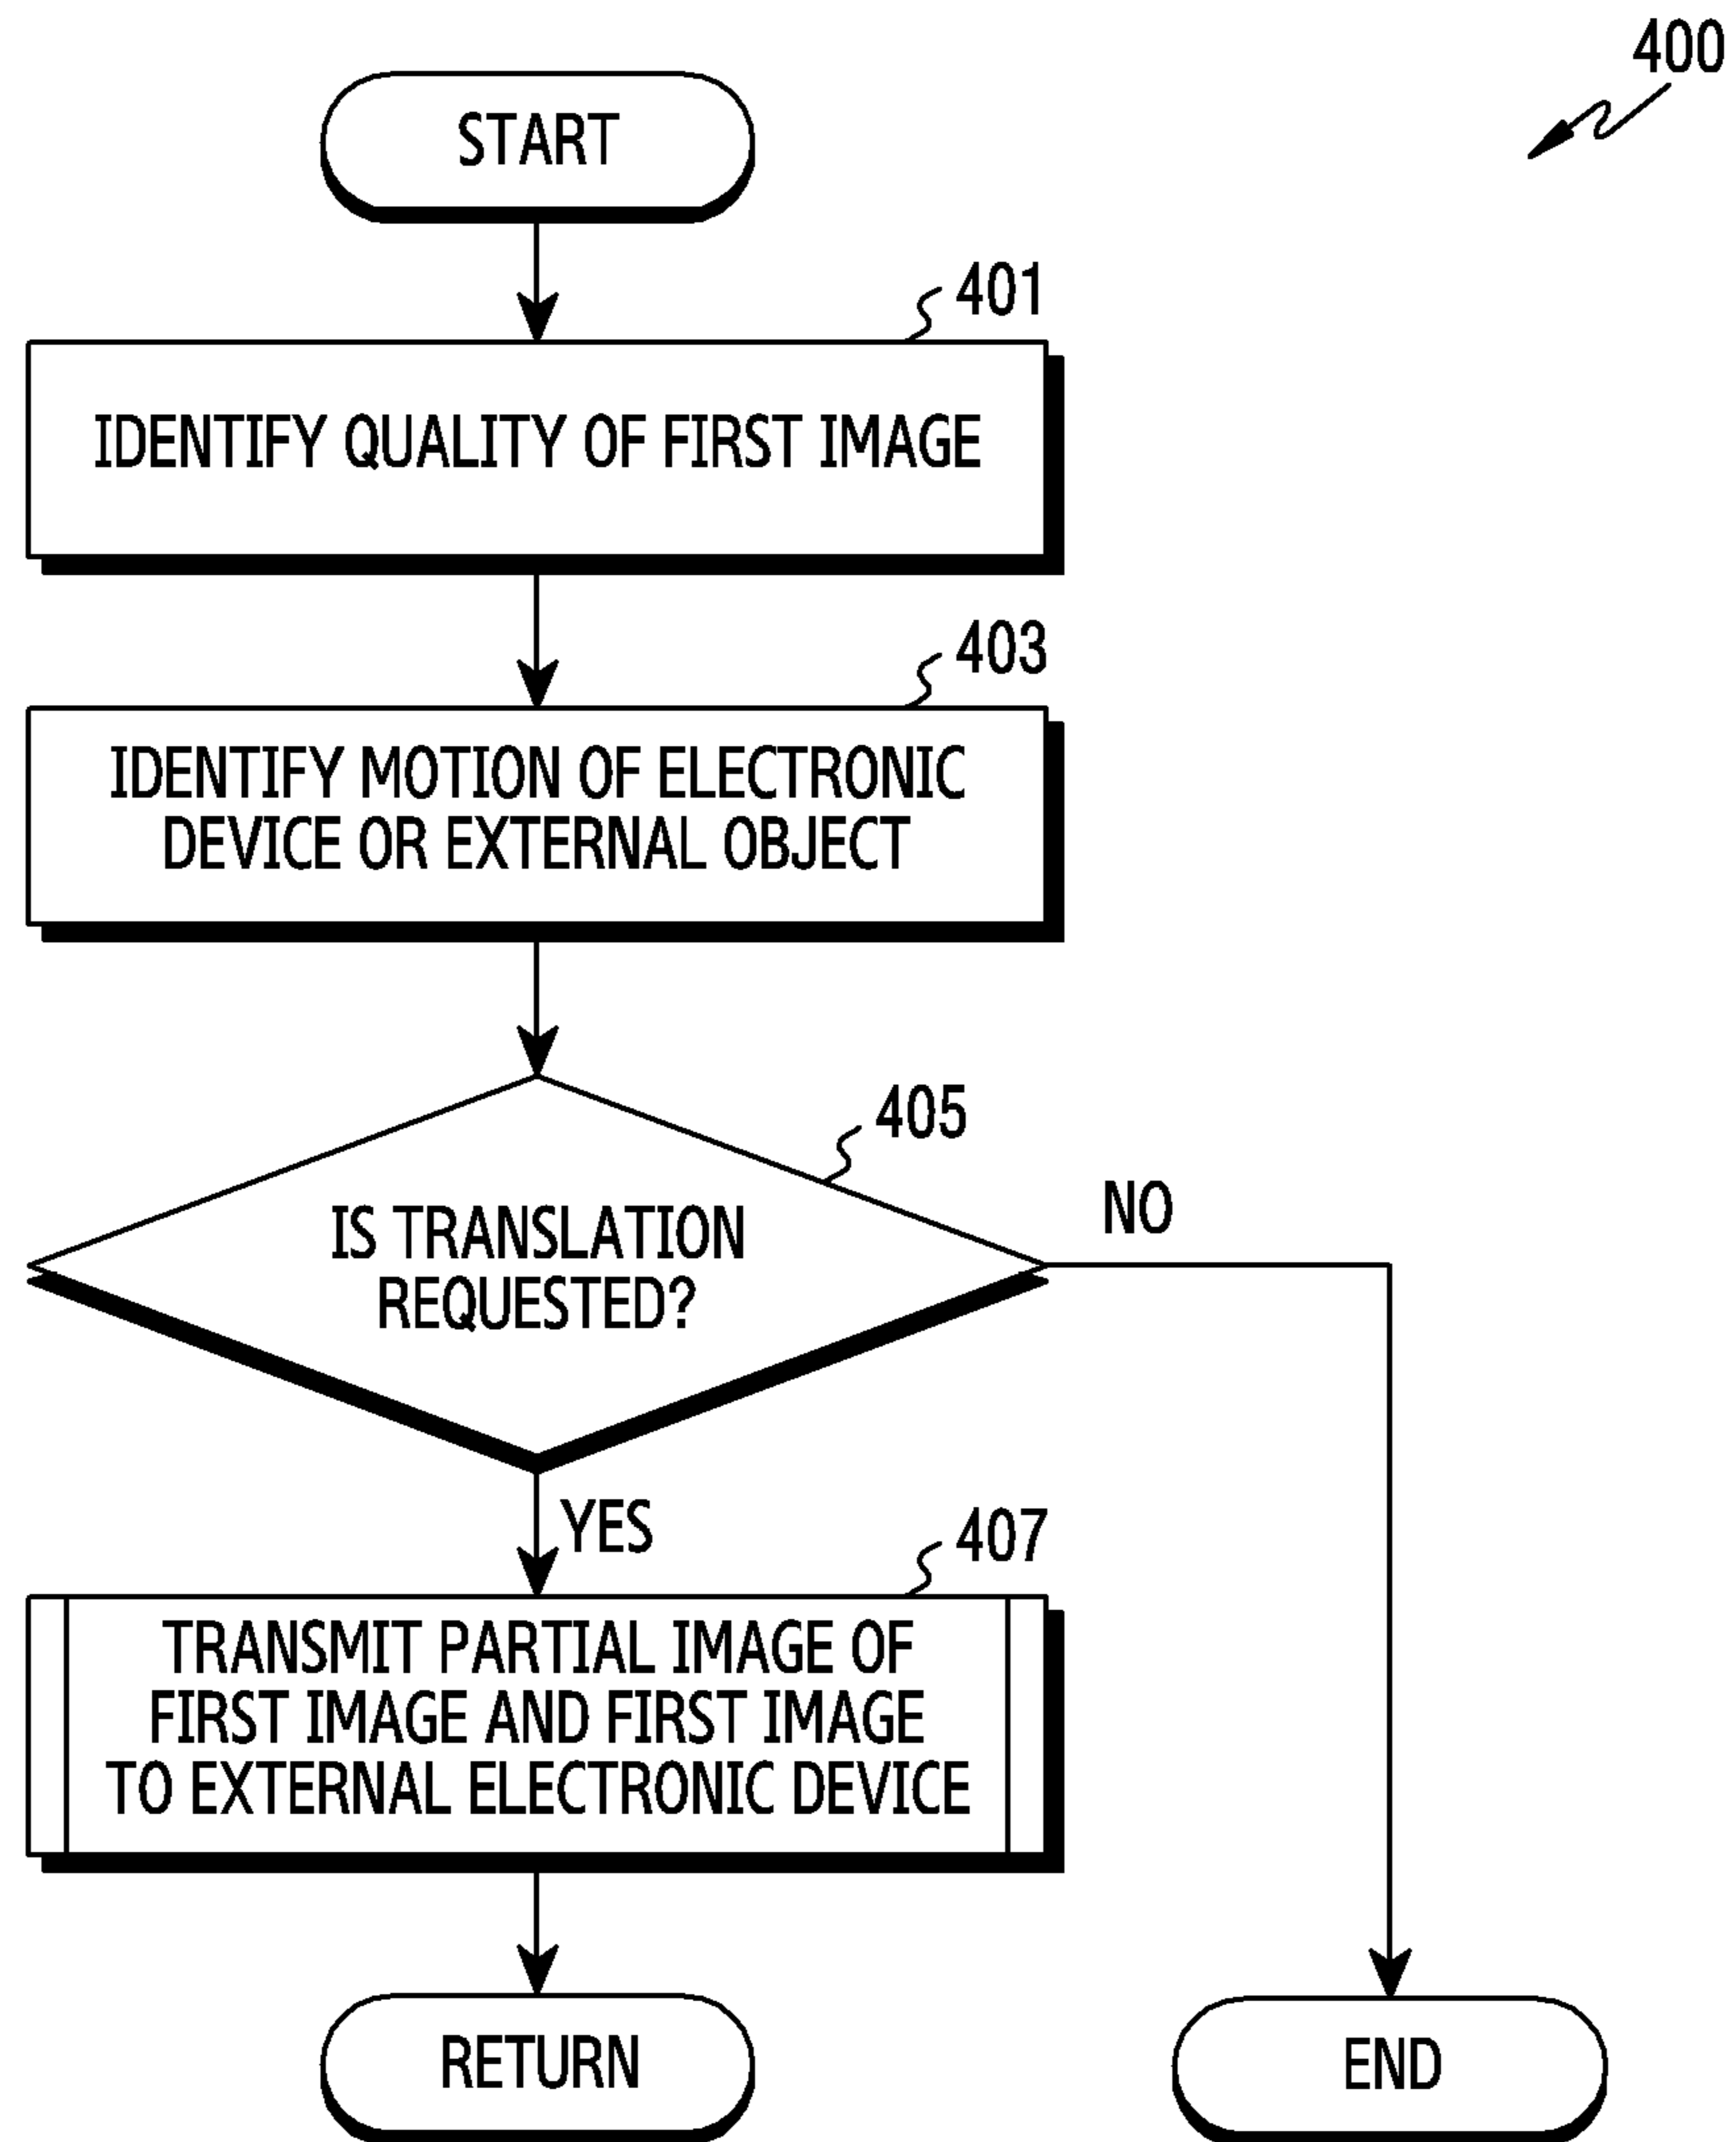 400
START
401
IDENTIFY QUALITY OF FIRST IMAGE
403
IDENTIFY MOTION OF ELECTRONIC
DEVICE OR EXTERNAL OBJECT
405
IS TRANSLATION
REQUESTED?
NO
YES
407
TRANSMIT PARTIAL IMAGE OF
FIRST IMAGE AND FIRST IMAGE
TO EXTERNAL ELECTRONIC DEVICE
RETURN
END